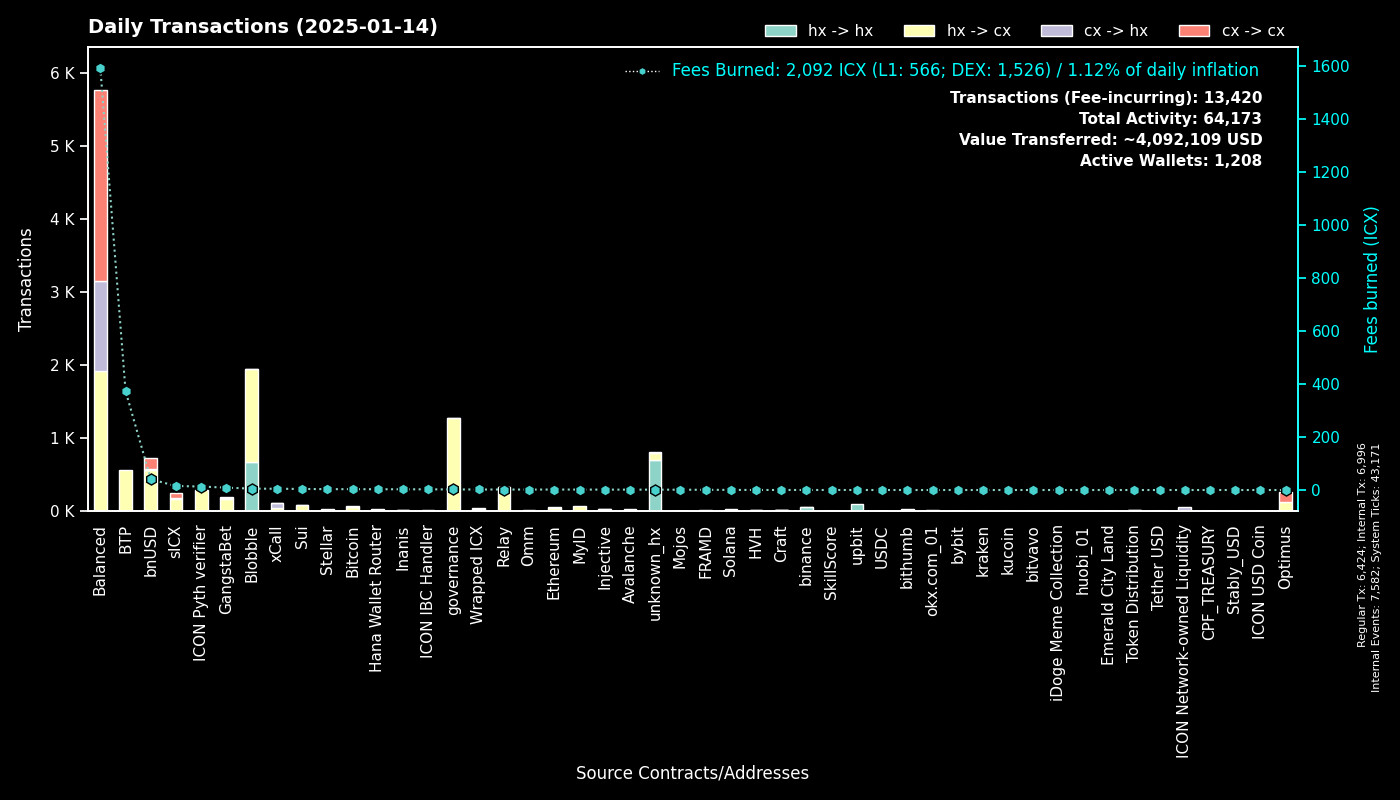 Daily Transactions (2025-01-14)
hx -> hx
hx -> cx
cx -> hx
cx -> cx
Fees Burned: 2,092 ICX (L1: 566; DEX: 1,526) / 1.12% of daily inflation
Transactions (Fee-incurring): 13,420
Total Activity: 64,173
Value Transferred: ~4,092,109 USD
Active Wallets: 1,208
Transactions
6 K
5 K
4 K
3 K
2 K
1 K
0 K
1600
1400
1200
1000
800
600
400
200
0
Fees burned (ICX)
Balanced
BTP
bnUSD
sICX
ICON Pyth verifier
GangstaBet
Blobble
xCall
Sui
Stellar
Bitcoin
Hana Wallet Router
Inanis
ICON IBC Handler
governance
Wrapped ICX
Relay
Omm
Ethereum
MyID
Injective
Avalanche
unknown_hx
Mojos
FRAMD
Solana
HVH
Craft
binance
SkillScore
upbit
USDC
bithumb
okx.com_01
bybit
kraken
kucoin
bitvavo
iDoge Meme Collection
huobi_01
Emerald City Land
Token Distribution
Tether USD
ICON Network-owned Liquidity
CPF_TREASURY
Stably_USD
ICON USD Coin
Optimus
Source Contracts/Addresses
Regular Tx: 6,424; Internal Tx: 6,996
Internal Events: 7,582; System Ticks: 43,171